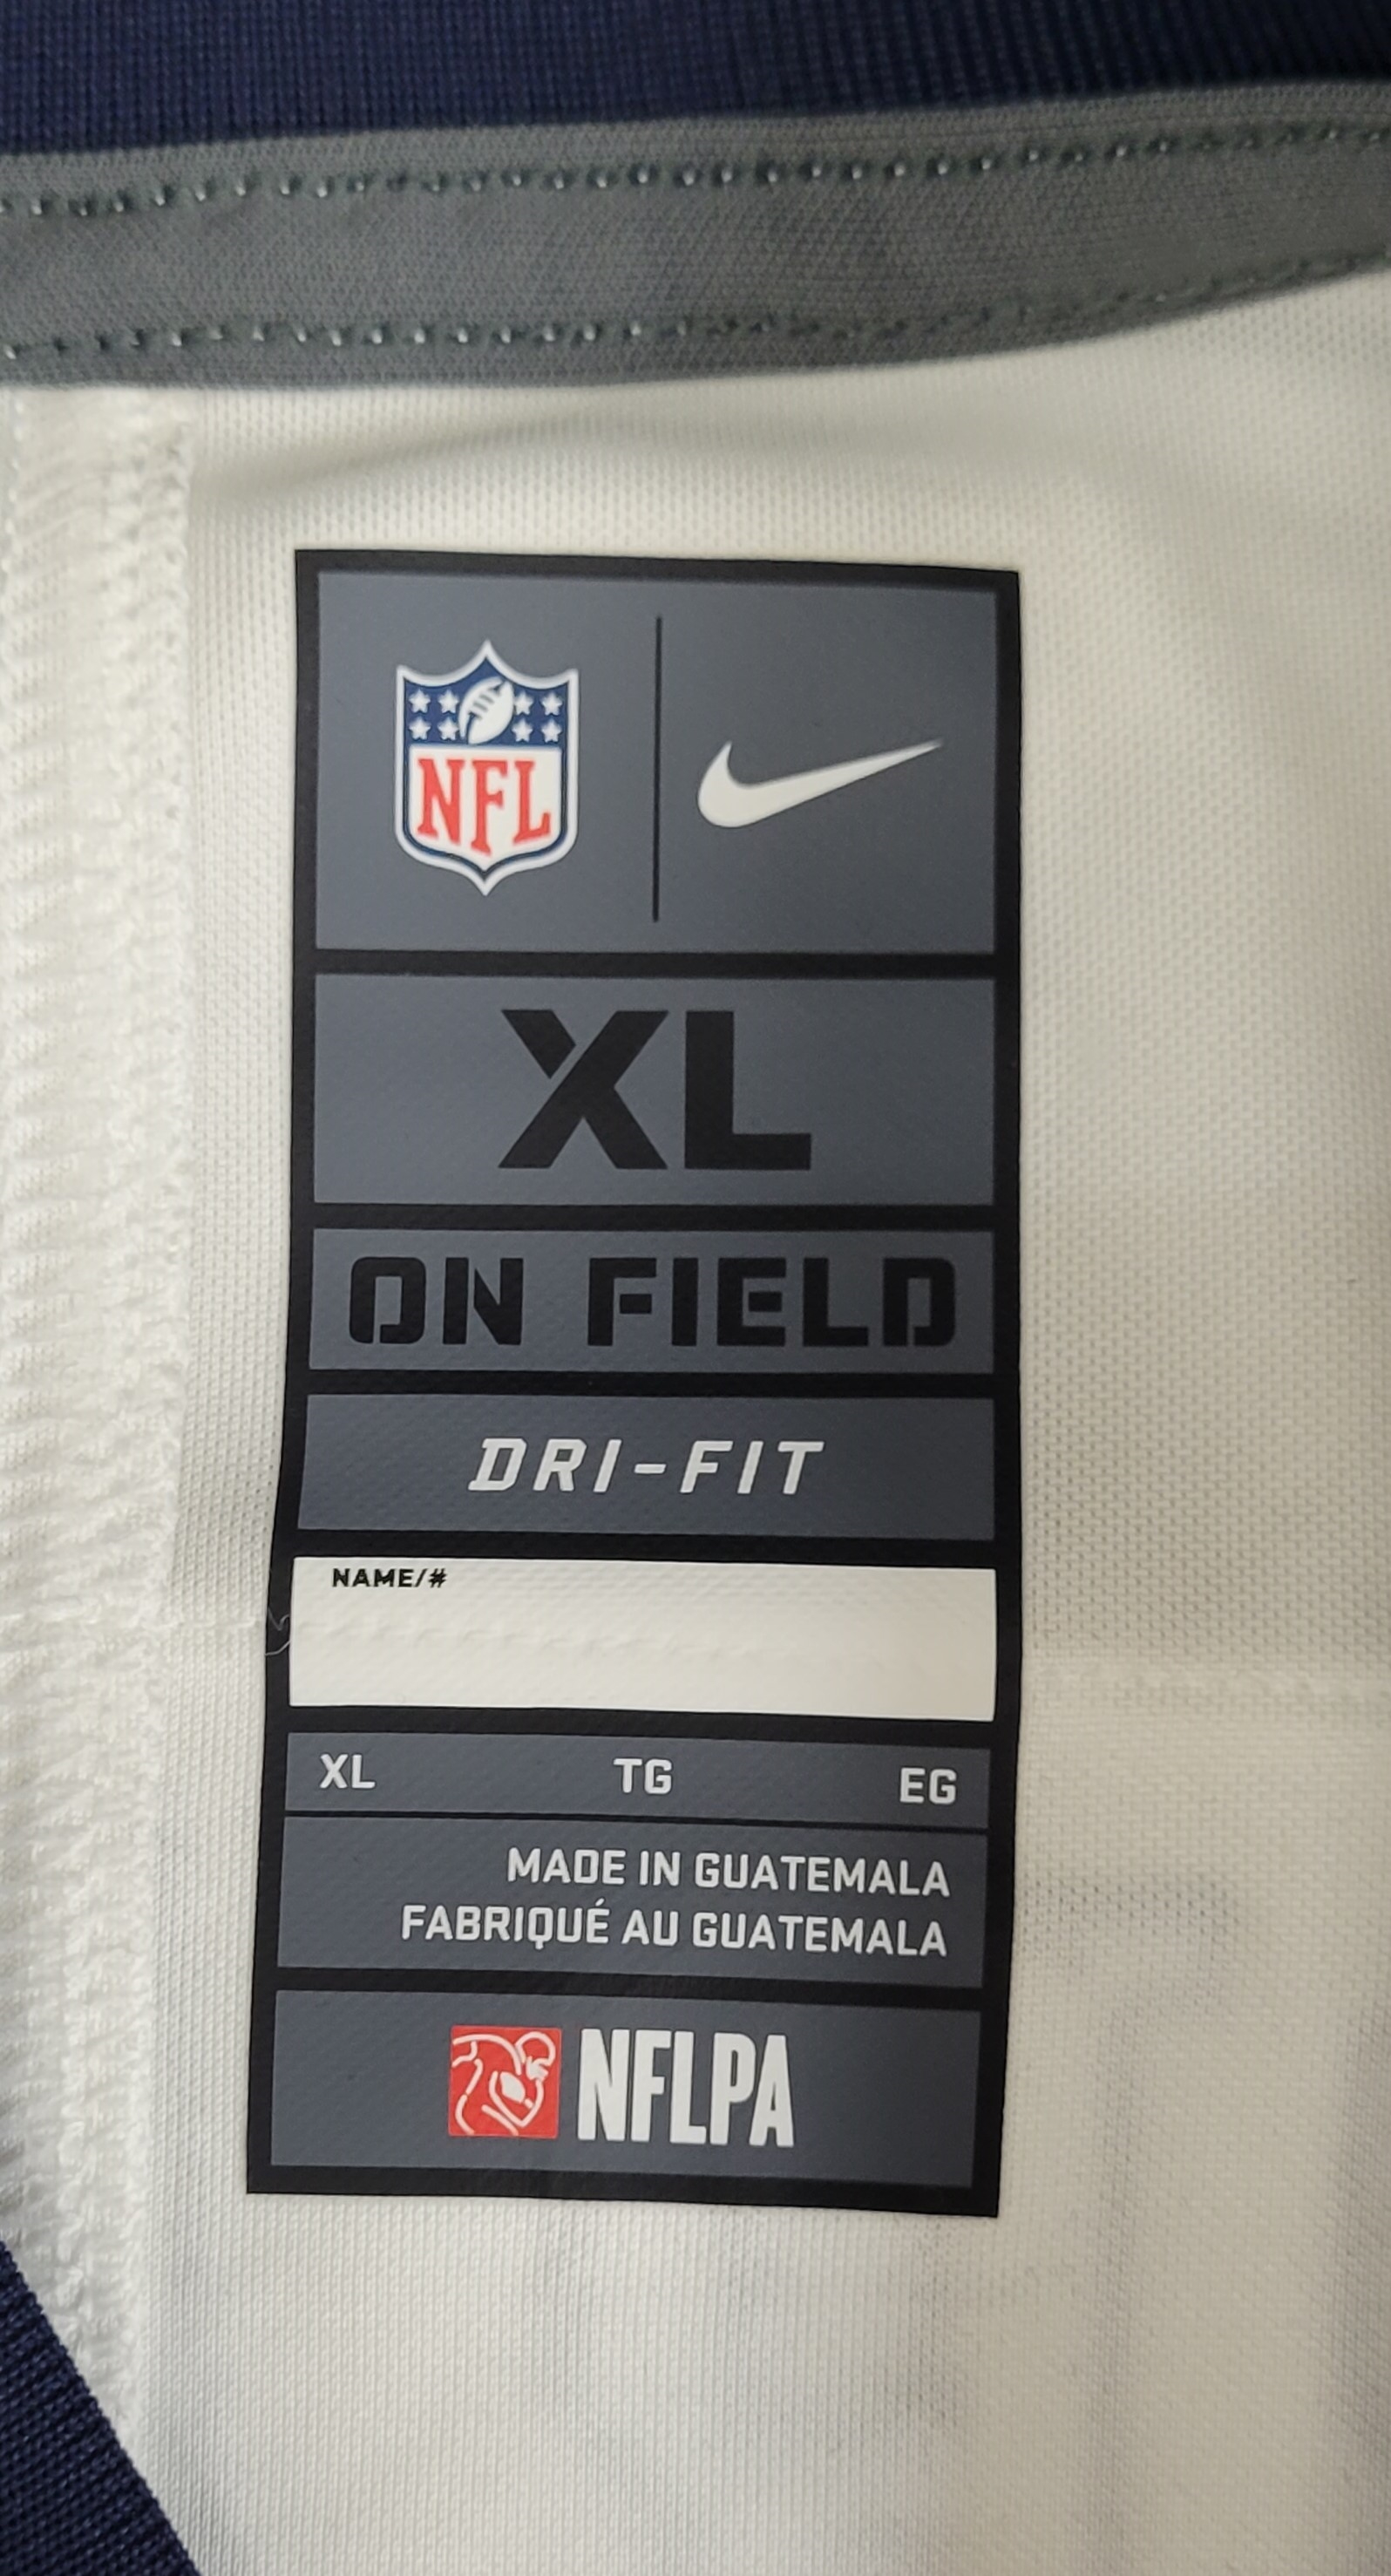 NFL
XL
ON FIELD
DRI-FIT
NAME/#
XL TG EG
MADE IN GUATEMALA
FABRIQUÉ AU GUATEMALA
NFLPA